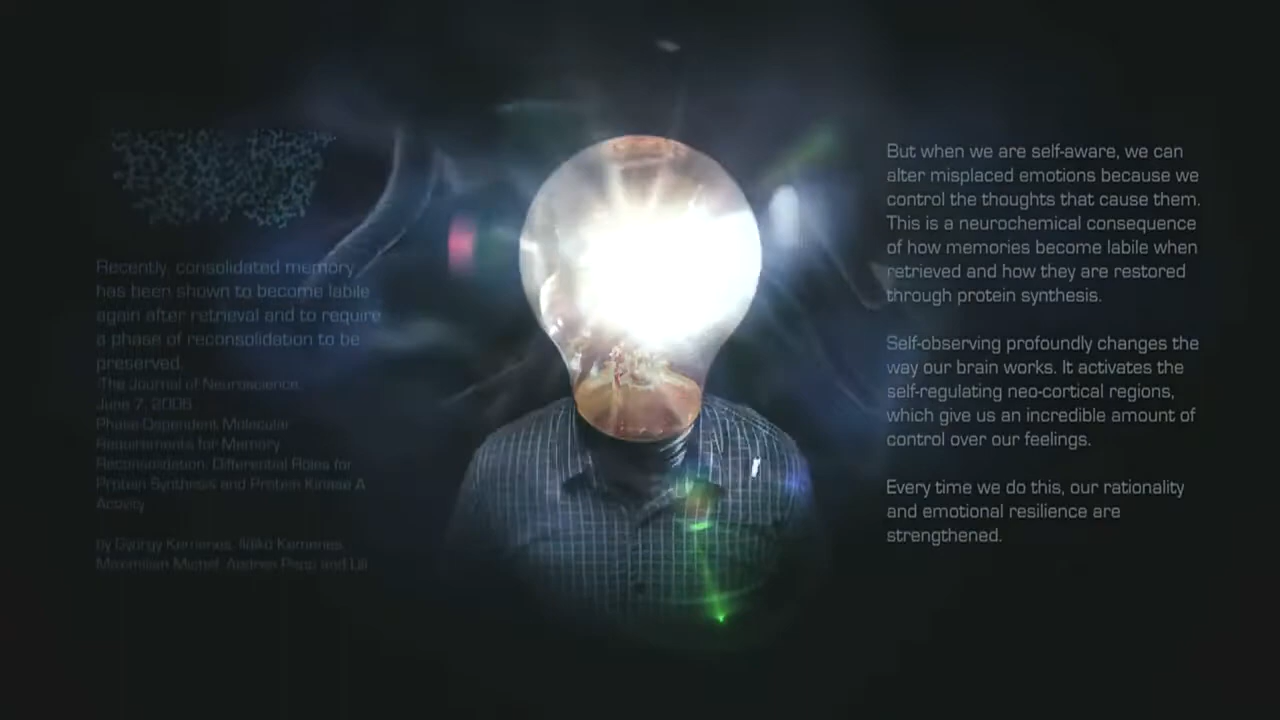 Recently, consolidated memory
has been shown to become labile
again after retrieval and to require
a phase of reconsolidation to be
preserved.
The Journal of Neuroscience,
June 7, 2006
Phase Dependent Molecular
Requirements for Memory
Reconsolidation: Differential Roles for
Protein Synthesis and Protein Kinase A
Activity
by György Kemenes, Ildikó Kemenes,
Maximilian Michel, Andrea Papp and Uli
But when we are self-aware, we can
alter misplaced emotions because we
control the thoughts that cause them.
This is a neurochemical consequence
of how memories become labile when
retrieved and how they are restored
through protein synthesis.
Self-observing profoundly changes the
way our brain works. It activates the
self-regulating neo-cortical regions,
which give us an incredible amount of
control over our feelings.
Every time we do this, our rationality
and emotional resilience are
strengthened.